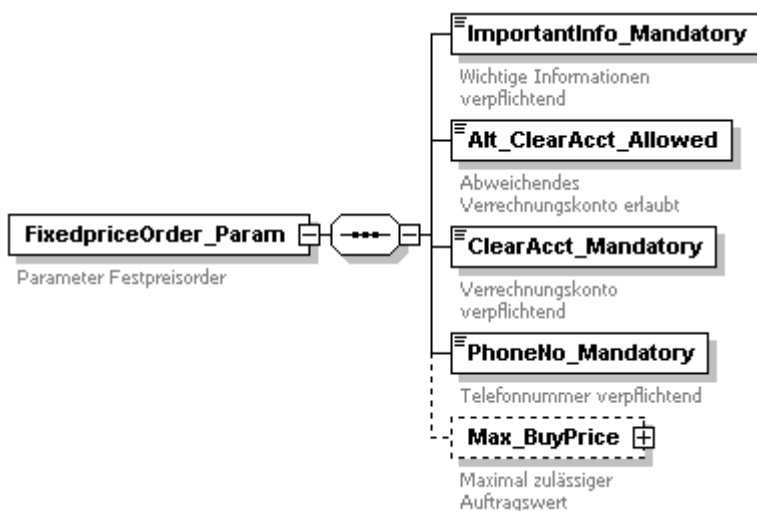 ImportantInfo_Mandatory
Wichtige Informationen
verpflichtend
Alt_ClearAcct_Allowed
Abweichendes
Verrechnungskonto erlaubt
FixedpriceOrder_Param
Parameter Festpreisorder
ClearAcct_Mandatory
Verrechnungskonto
verpflichtend
PhoneNo_Mandatory
Telefonnummer verpflichtend
Max_BuyPrice
Maximal zulässiger
Auftragswert